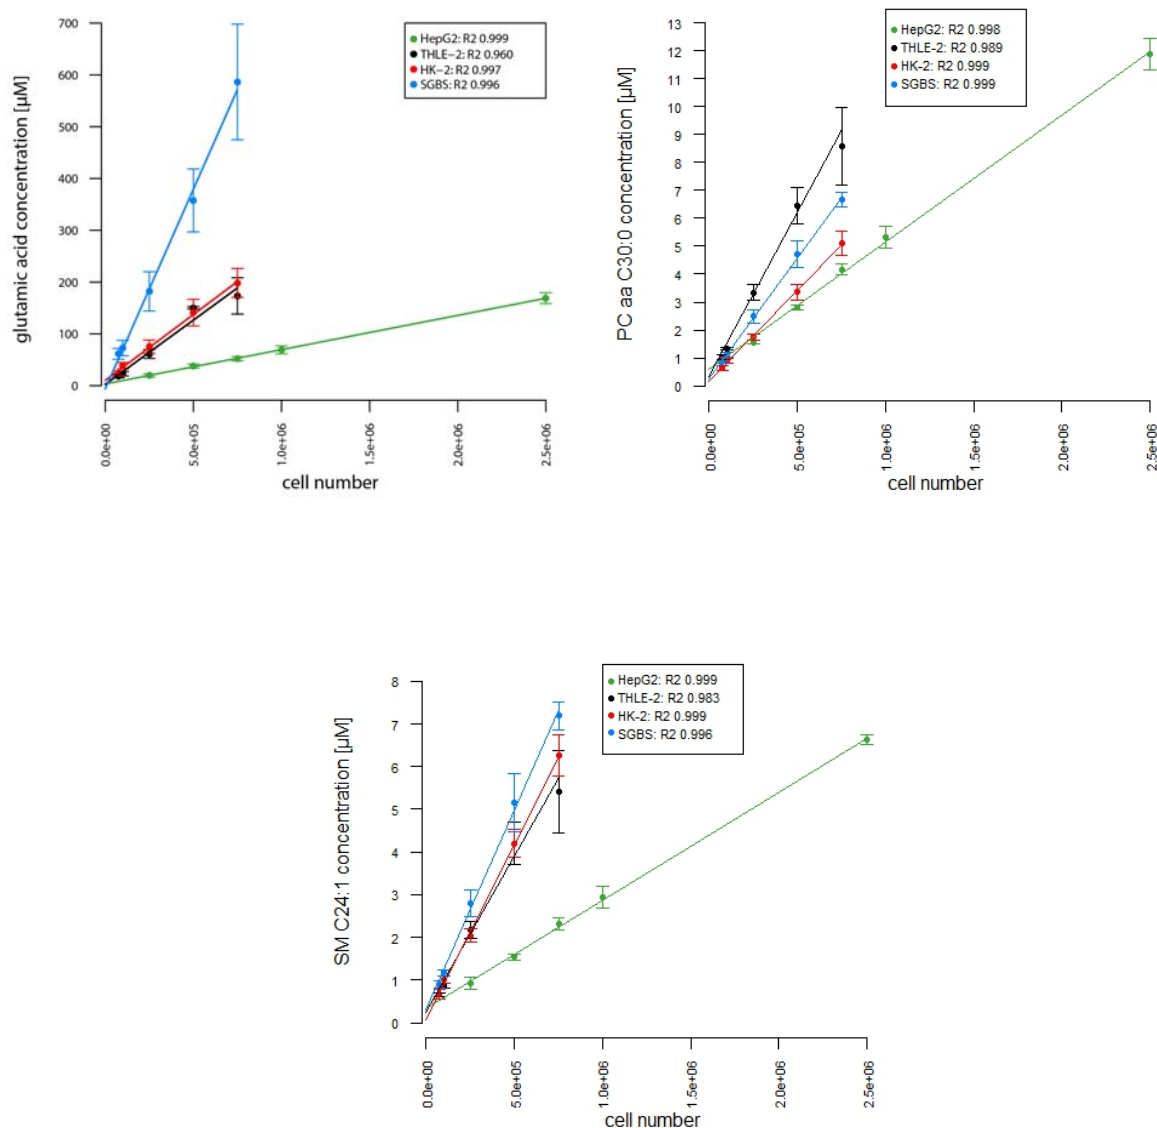 700
600
500
400
300
200
100
0
glutamic acid concentration [µM]
HepG2: R2 0.999
THLE−2: R2 0.960
HK−2: R2 0.997
SGBS: R2 0.996
0.0e+00
5.0e+05
1.0e+06
1.5e+06
2.0e+06
2.5e+06
cell number
13
12
11
10
9
8
7
6
5
4
3
2
1
0
PC aa C30:0 concentration [µM]
HepG2: R2 0.998
THLE-2: R2 0.989
HK-2: R2 0.999
SGBS: R2 0.999
0.0e+00
5.0e+05
1.0e+06
1.5e+06
2.0e+06
2.5e+06
cell number
8
7
6
5
4
3
2
1
0
SM C24:1 concentration [µM]
HepG2: R2 0.999
THLE-2: R2 0.983
HK-2: R2 0.999
SGBS: R2 0.996
0.0e+00
5.0e+05
1.0e+06
1.5e+06
2.0e+06
2.5e+06
cell number